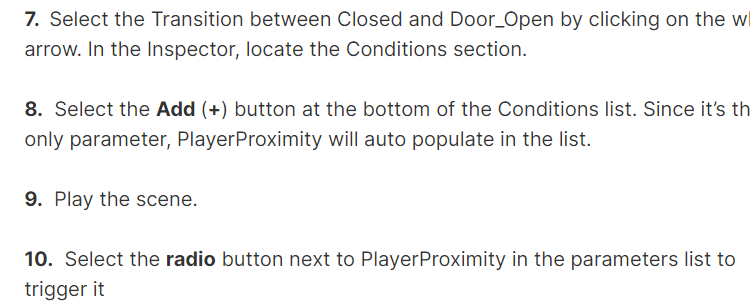 7. Select the Transition between Closed and Door_Open by clicking on the
arrow. In the Inspector, locate the Conditions section.
8. Select the Add (+) button at the bottom of the Conditions list. Since it's
only parameter, PlayerProximity will auto populate in the list.
9. Play the scene.
10. Select the radio button next to PlayerProximity in the parameters list to
trigger it